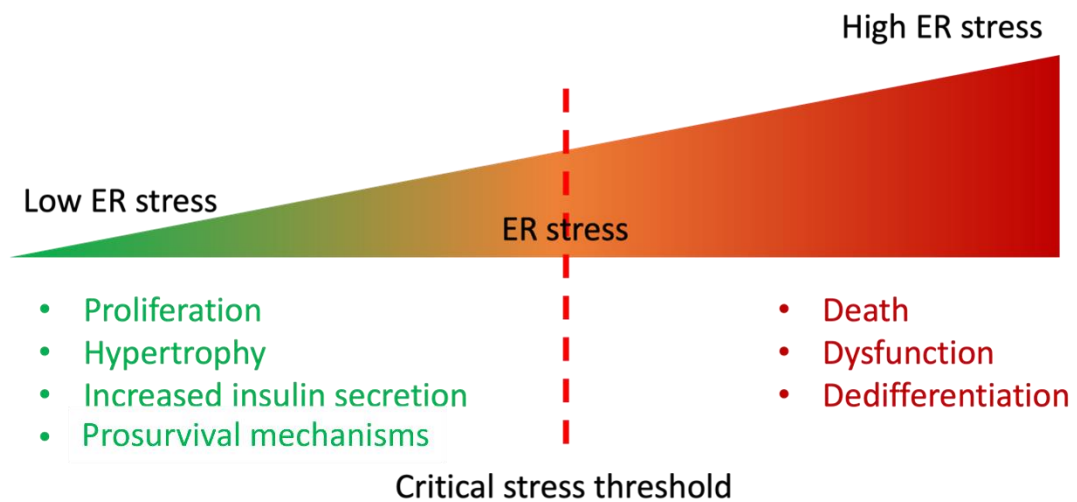 High ER stress
Low ER stress
ER stress
• Proliferation
• Hypertrophy
• Increased insulin secretion
• Prosurvival mechanisms
• Death
• Dysfunction
• Dedifferentiation
Critical stress threshold